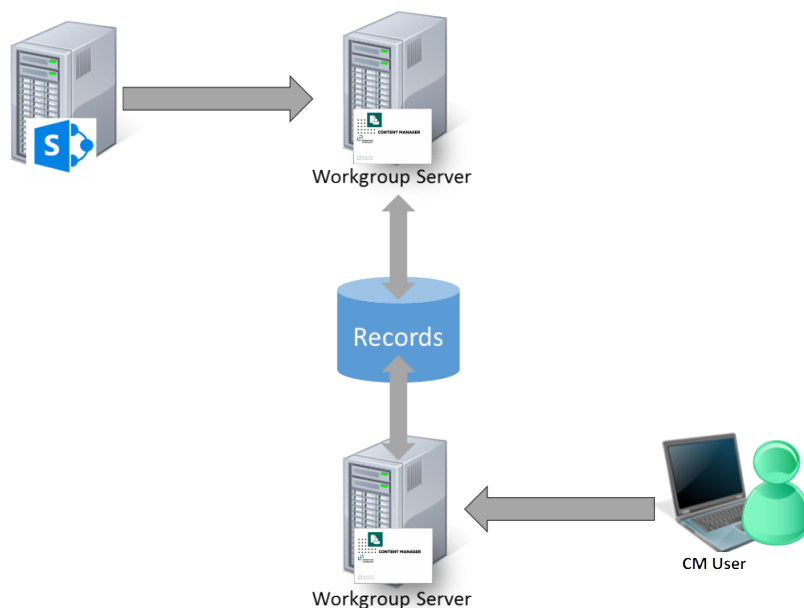 S
CONTENT MANAGER
Workgroup Server
Records
CONTENT MANAGER
CM User
Workgroup Server